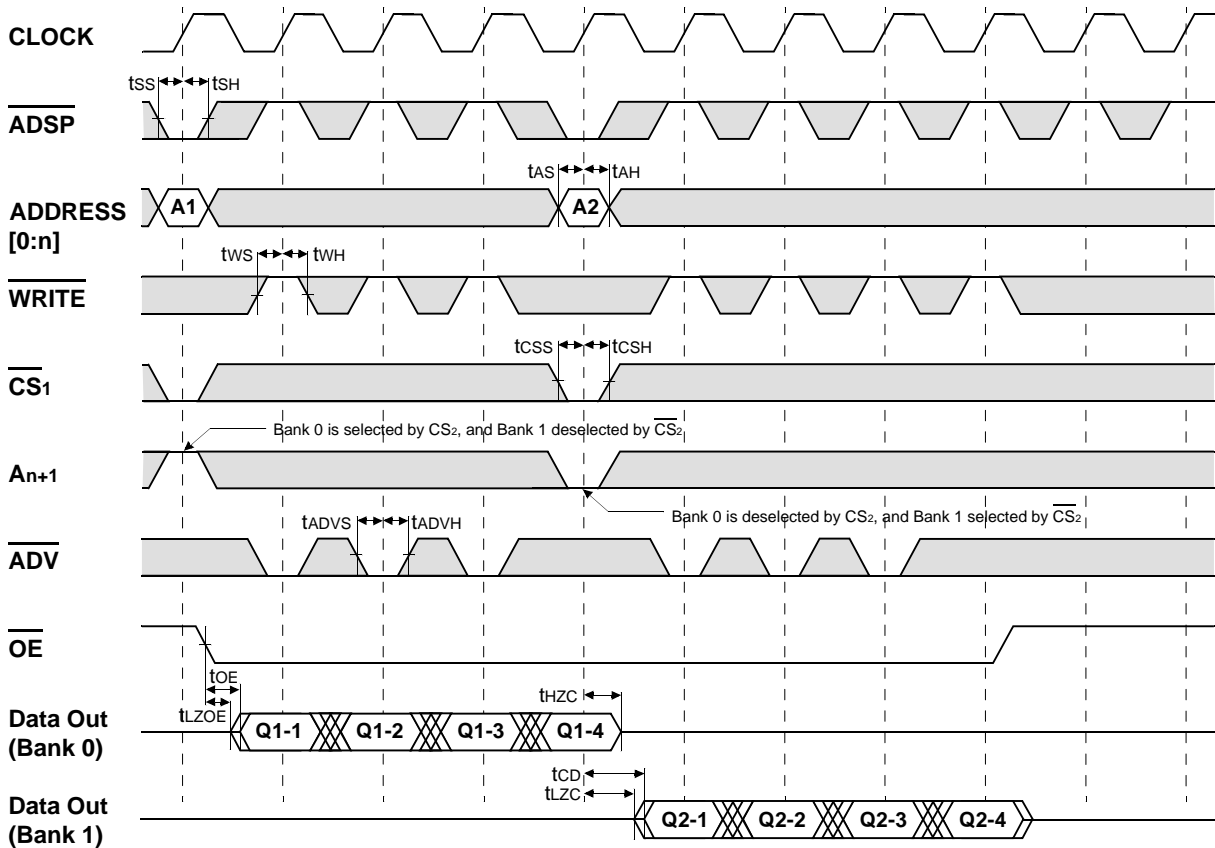 CLOCK
tSS tSH
ADSP
tAS tAH
ADDRESS
[0:n]
A1 A2
tWS tWH
WRITE
tCSS tCSH
CS1
Bank 0 is selected by CS2, and Bank 1 deselected by CS2
An+1
Bank 0 is deselected by CS2, and Bank 1 selected by CS2
tADVS tADVH
ADV
OE
tOE
tLZOE
tHZC
Data Out
(Bank 0)
Q1-1 Q1-2 Q1-3 Q1-4
tCD
tLZC
Data Out
(Bank 1)
Q2-1 Q2-2 Q2-3 Q2-4